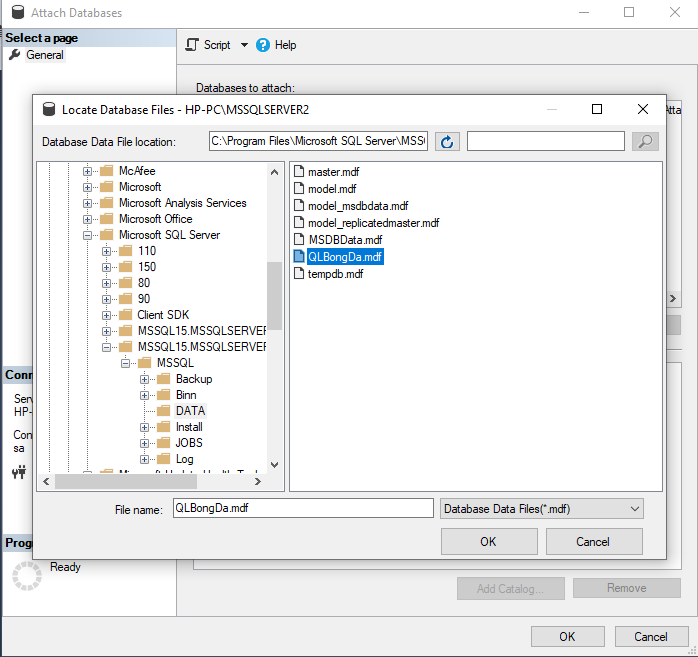 Attach Databases
Select a page
General
Script
Help
Databases to attach:
Atta
Locate Database Files - HP-PC\MSSQLSERVER2
Database Data File location:
C:\Program Files\Microsoft SQL Server\MSS
McAfee
Microsoft
Microsoft Analysis Services
Microsoft Office
Microsoft SQL Server
110
150
80
90
Client SDK
MSSQL15.MSSQLSERVER
MSSQL15.MSSQLSERVER
MSSQL
Backup
Binn
DATA
Install
JOBS
Log
master.mdf
model.mdf
model_msdbdata.mdf
model_replicatedmaster.mdf
MSDBData.mdf
QLBongDa.mdf
tempdb.mdf
File name:
QLBongDa.mdf
Database Data Files(*.mdf)
OK
Cancel
Conn
Serv
HP-
Con
sa
Progr
Ready
Add Catalog...
Remove
OK
Cancel